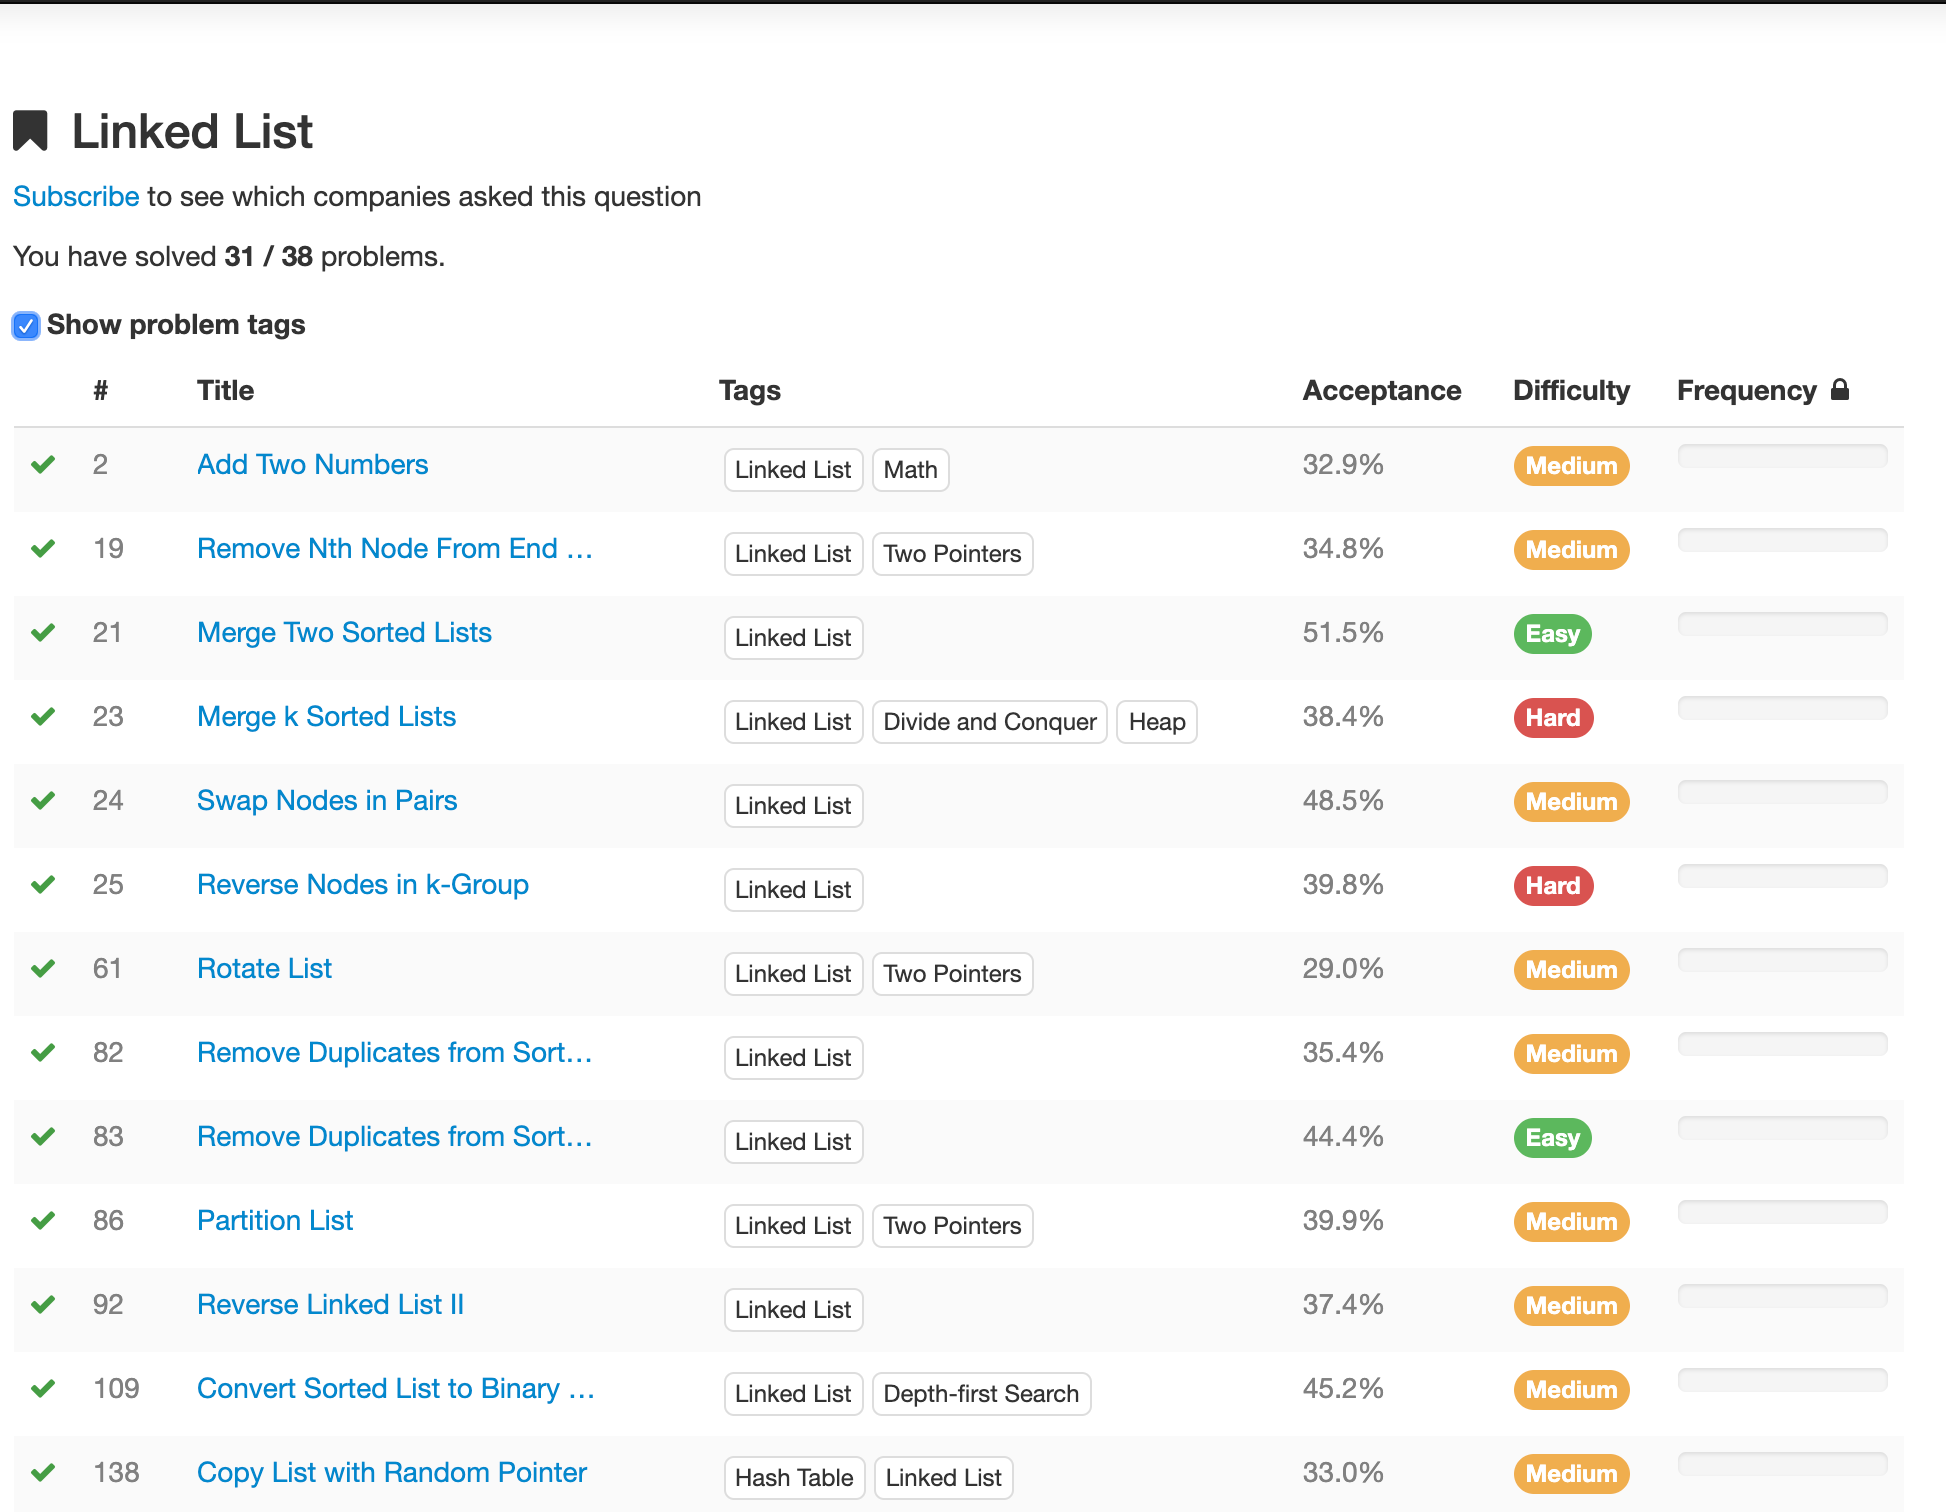 Linked List
Subscribe to see which companies asked this question
You have solved 31 / 38 problems.
Show problem tags
# Title Tags Acceptance Difficulty Frequency
2 Add Two Numbers Linked List Math 32.9% Medium
19 Remove Nth Node From End … Linked List Two Pointers 34.8% Medium
21 Merge Two Sorted Lists Linked List 51.5% Easy
23 Merge k Sorted Lists Linked List Divide and Conquer Heap 38.4% Hard
24 Swap Nodes in Pairs Linked List 48.5% Medium
25 Reverse Nodes in k-Group Linked List 39.8% Hard
61 Rotate List Linked List Two Pointers 29.0% Medium
82 Remove Duplicates from Sort… Linked List 35.4% Medium
83 Remove Duplicates from Sort… Linked List 44.4% Easy
86 Partition List Linked List Two Pointers 39.9% Medium
92 Reverse Linked List II Linked List 37.4% Medium
109 Convert Sorted List to Binary … Linked List Depth-first Search 45.2% Medium
138 Copy List with Random Pointer Hash Table Linked List 33.0% Medium